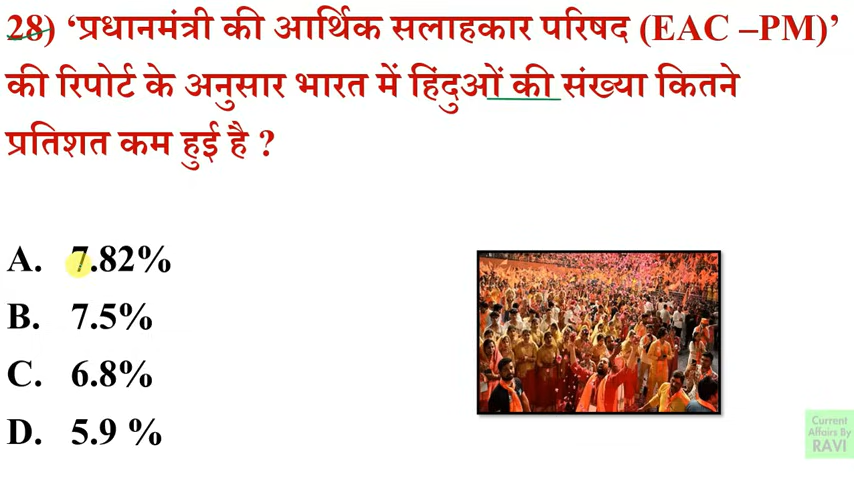 28) ‘प्रधानमंत्री की आर्थिक सलाहकार परिषद (EAC –PM)’
की रिपोर्ट के अनुसार भारत में हिंदुओं की संख्या कितने
प्रतिशत कम हुई है ?
A. 7.82%
B. 7.5%
C. 6.8%
D. 5.9 %
Current
Affairs By
RAVI